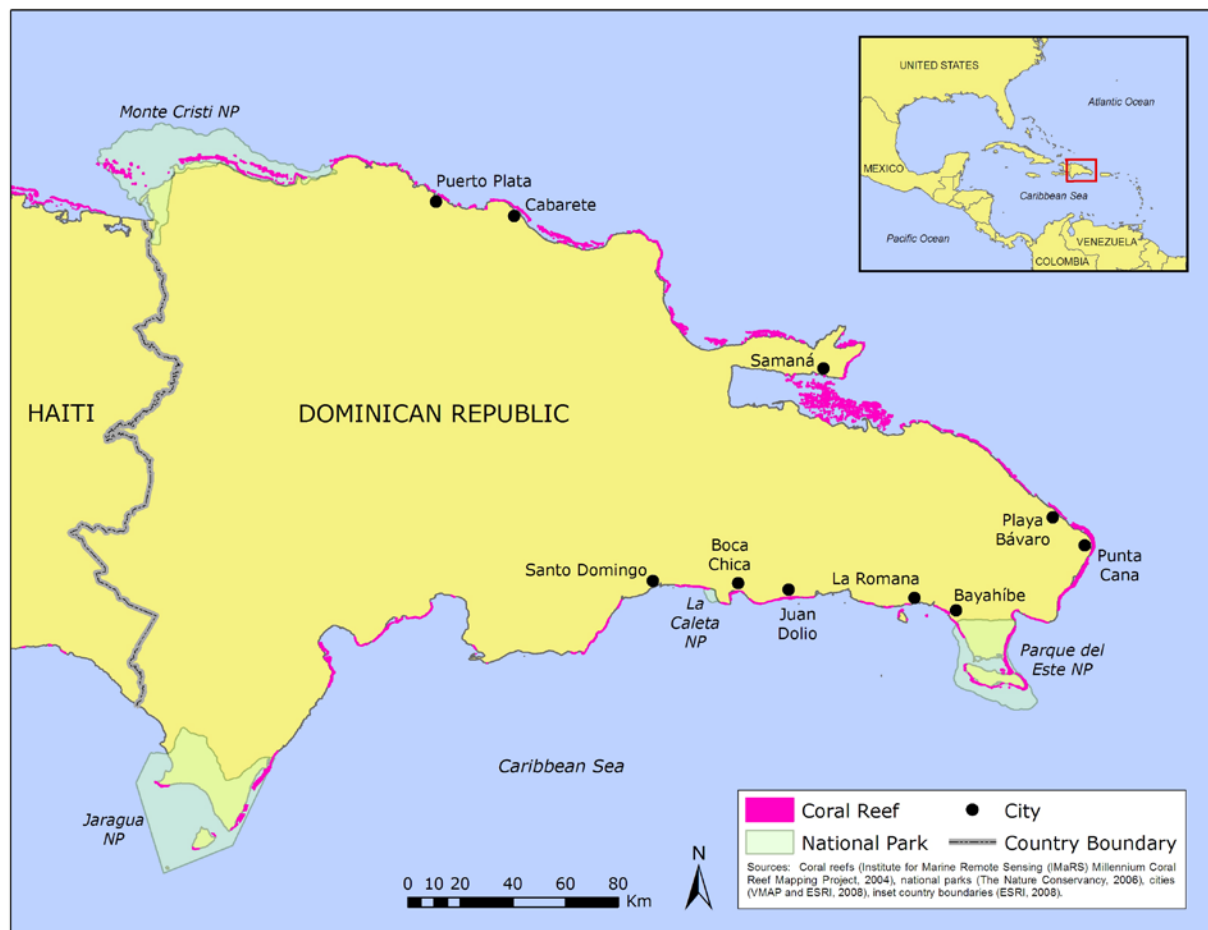 Monte Cristi NP
Puerto Plata
Cabarete
UNITED STATES
Atlantic Ocean
MEXICO
Caribbean Sea
Pacific Ocean
VENEZUELA
COLOMBIA
Samaná
HAITI
DOMINICAN REPUBLIC
Playa
Bávaro
Punta
Cana
Santo Domingo
Boca
Chica
La Romana
Bayahíbe
La
Caleta
NP
Juan
Dolio
Parque del
Este NP
Caribbean Sea
Jaragua
NP
Coral Reef
City
National Park
Country Boundary
Sources: Coral reefs (Institute for Marine Remote Sensing (IMaRS) Millennium Coral
Reef Mapping Project, 2004), national parks (The Nature Conservancy, 2006), cities
(VMAP and ESRI, 2008), inset country boundaries (ESRI, 2008).
N
0 10 20 40 60 80
Km